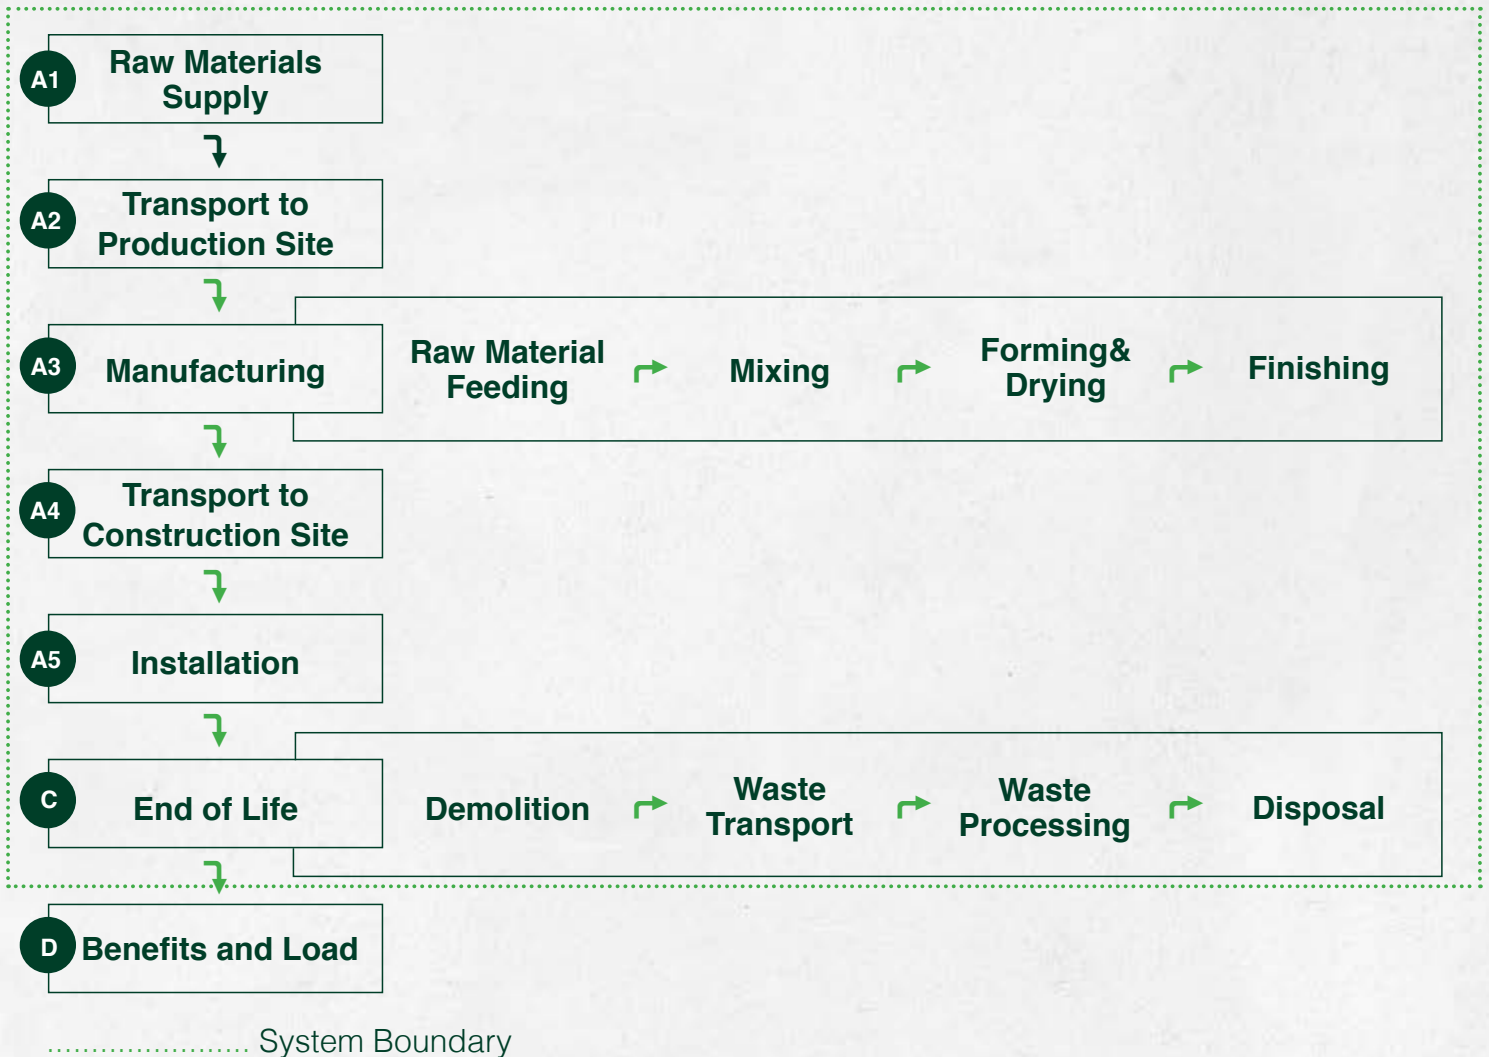 A1
Raw Materials
Supply
A2
Transport to
Production Site
A3
Manufacturing
Raw Material
Feeding
Mixing
Forming&
Drying
Finishing
A4
Transport to
Construction Site
A5
Installation
C
End of Life
Demolition
Waste
Transport
Waste
Processing
Disposal
D
Benefits and Load
...................... System Boundary